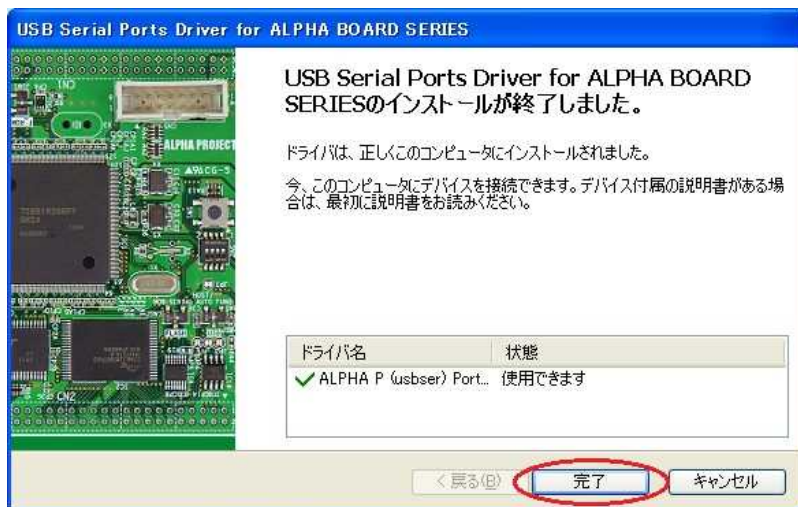 USB Serial Ports Driver for ALPHA BOARD SERIES
USB Serial Ports Driver for ALPHA BOARD
SERIESのインストールが終了しました。
ドライバは、正しくこのコンピュータにインストールされました。
今、このコンピュータにデバイスを接続できます。デバイス付属の説明書がある場
合は、最初に説明書をお読みください。
ドライバ名 状態
ALPHA P (usbser) Port... 使用できます
< 戻る(B) 完了 キャンセル
CN1
ALPHA PROJECT
CN2